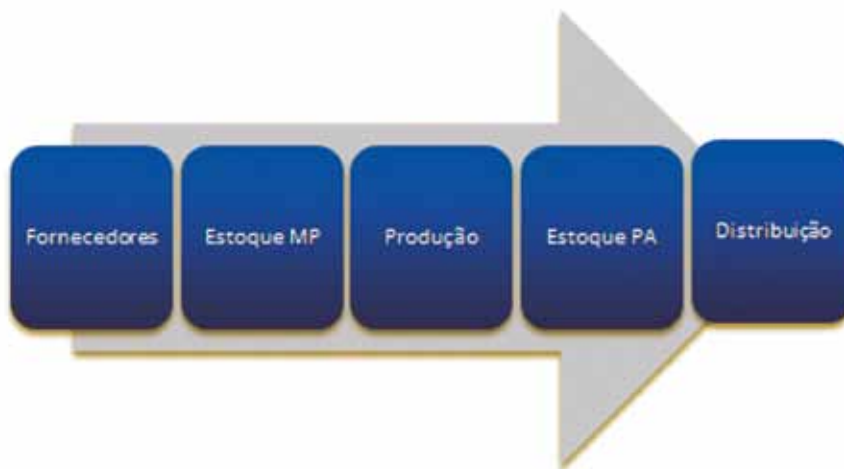 Fornecedores
Estoque MP
Produção
Estoque PA
Distribuição